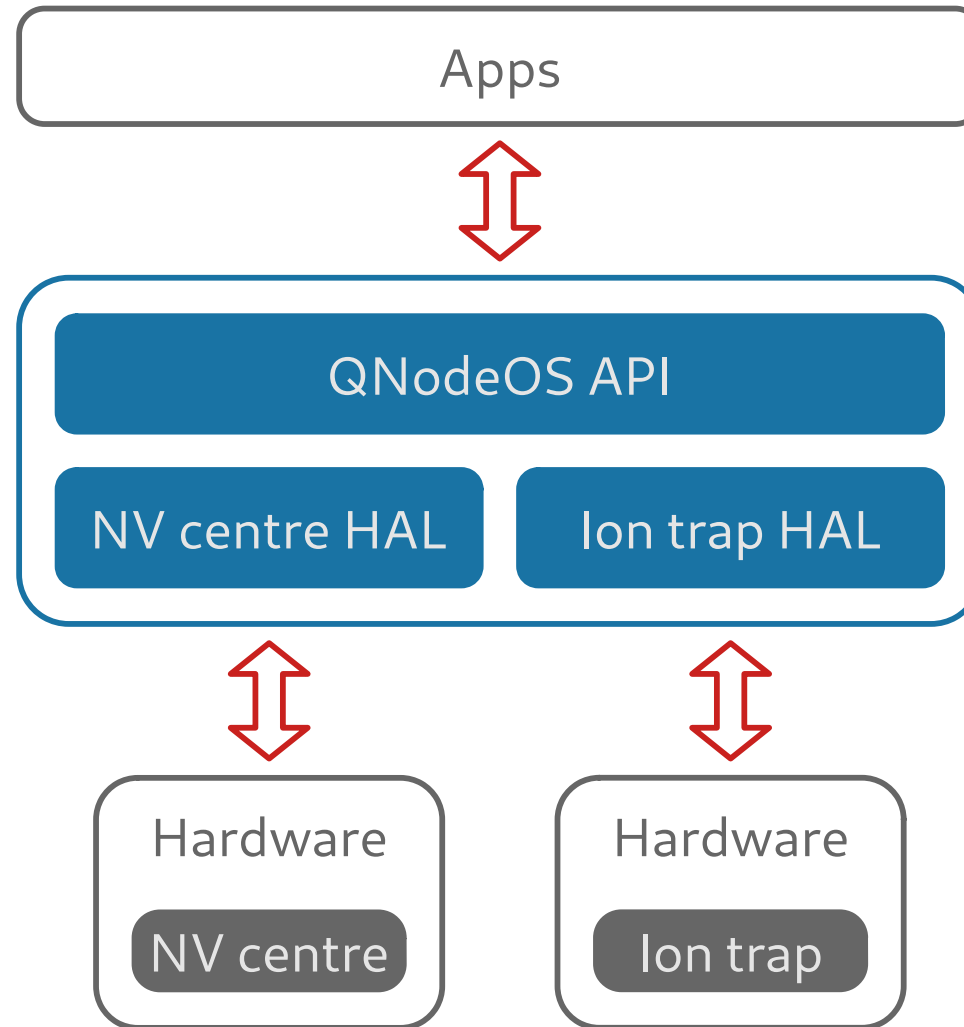 Apps
QNodeOS API
NV centre HAL
Ion trap HAL
Hardware
Hardware
NV centre
Ion trap